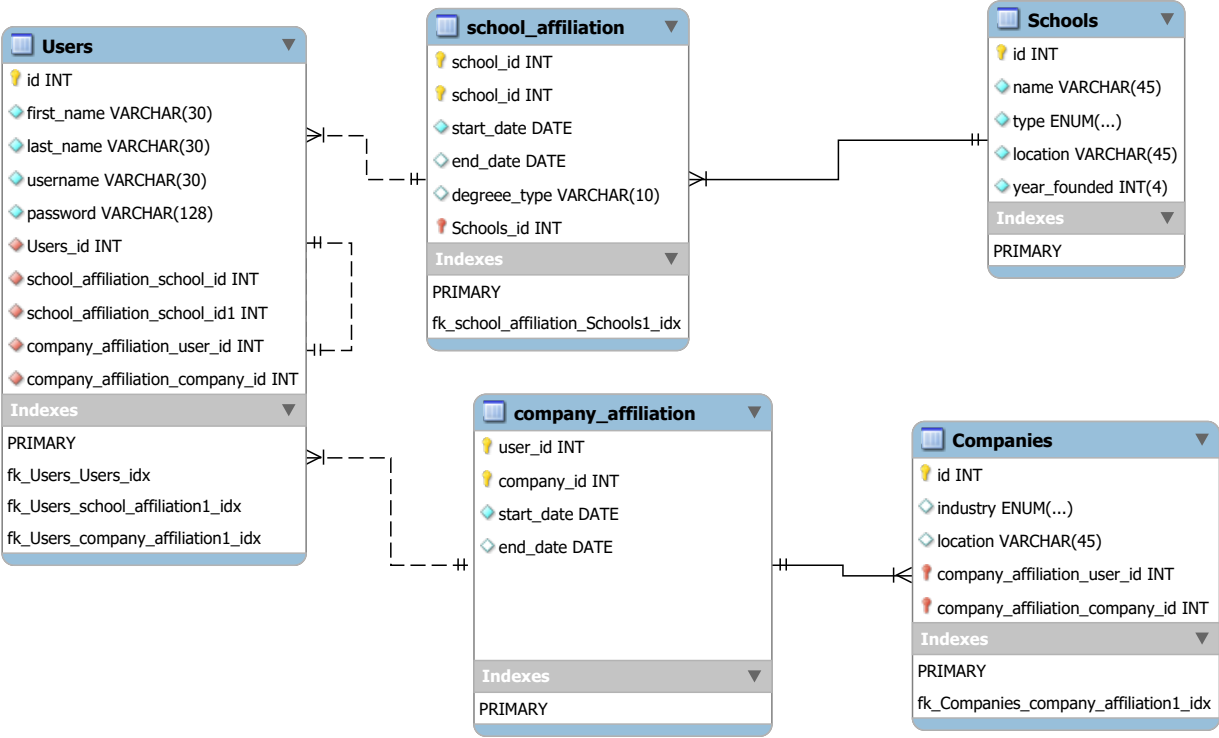 Users
id INT
first_name VARCHAR(30)
last_name VARCHAR(30)
username VARCHAR(30)
password VARCHAR(128)
Users_id INT
school_affiliation_school_id INT
school_affiliation_school_id1 INT
company_affiliation_user_id INT
company_affiliation_company_id INT
Indexes
PRIMARY
fk_Users_Users_idx
fk_Users_school_affiliation1_idx
fk_Users_company_affiliation1_idx
school_affiliation
school_id INT
school_id INT
start_date DATE
end_date DATE
degreee_type VARCHAR(10)
Schools_id INT
Indexes
PRIMARY
fk_school_affiliation_Schools1_idx
Schools
id INT
name VARCHAR(45)
type ENUM(...)
location VARCHAR(45)
year_founded INT(4)
Indexes
PRIMARY
company_affiliation
user_id INT
company_id INT
start_date DATE
end_date DATE
Indexes
PRIMARY
Companies
id INT
industry ENUM(...)
location VARCHAR(45)
company_affiliation_user_id INT
company_affiliation_company_id INT
Indexes
PRIMARY
fk_Companies_company_affiliation1_idx